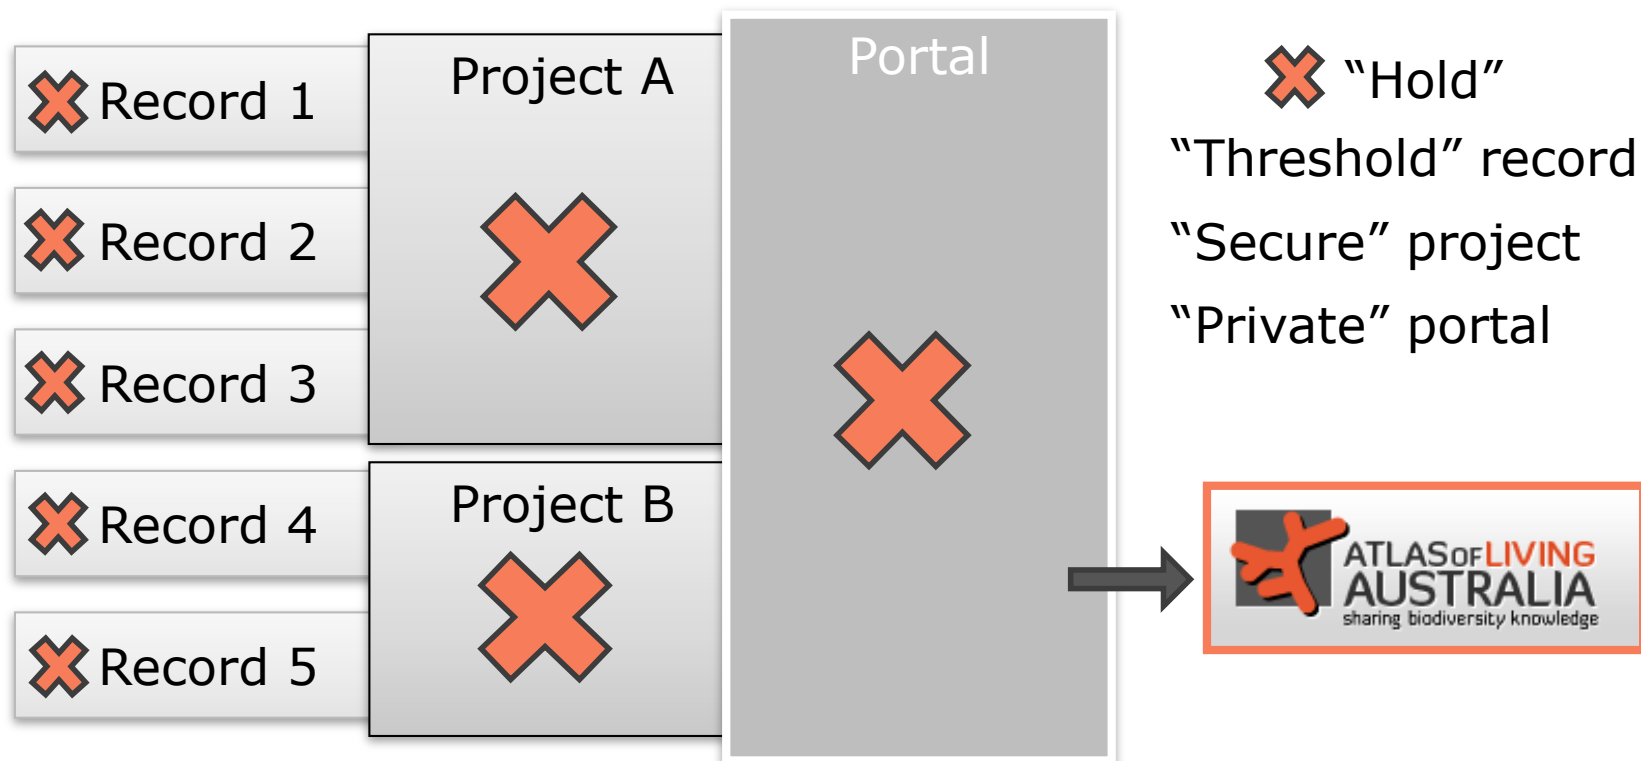 Record 1
Record 2
Record 3
Record 4
Record 5
Project A
Project B
Portal
“Hold”
“Threshold” record
“Secure” project
“Private” portal
ATLAS OF LIVING
AUSTRALIA
sharing biodiversity knowledge